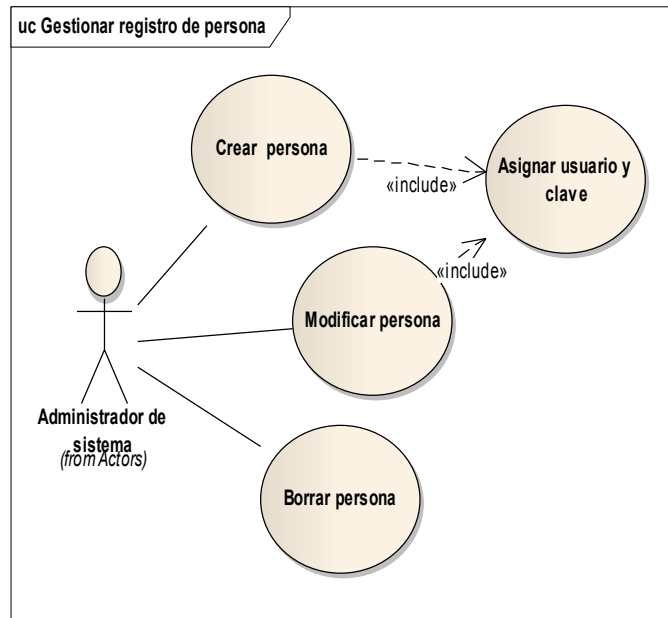 uc Gestionar registro de persona
Crear persona
Asignar usuario y
clave
«include»
«include»
Modificar persona
Administrador de
sistema
(from Actors)
Borrar persona